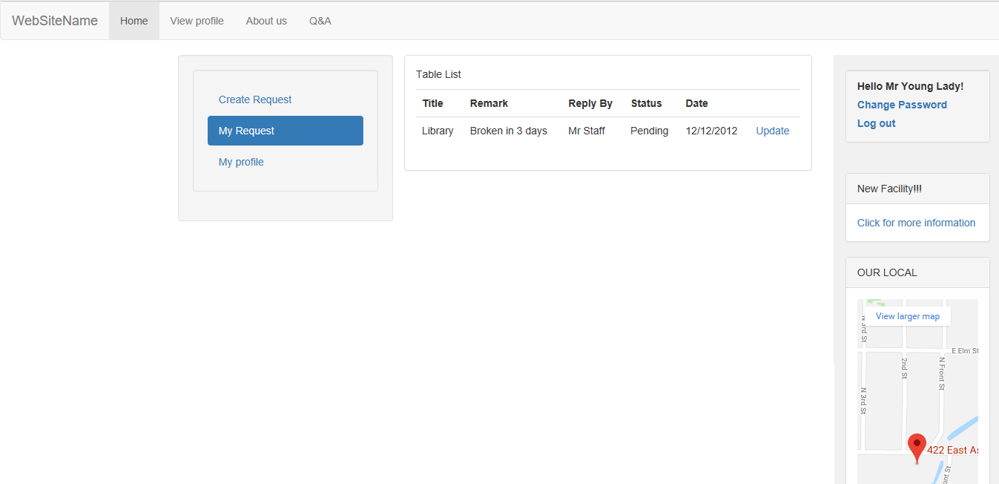 WebSiteName Home View profile About us Q&A
Create Request
My Request
My profile
Table List
Title Remark Reply By Status Date
Library Broken in 3 days Mr Staff Pending 12/12/2012 Update
Hello Mr Young Lady!
Change Password
Log out
New Facility!!!
Click for more information
OUR LOCAL
View larger map
N 3rd St
E Elm St
2nd St
N Front St
N 3rd St
422 East As
ont St